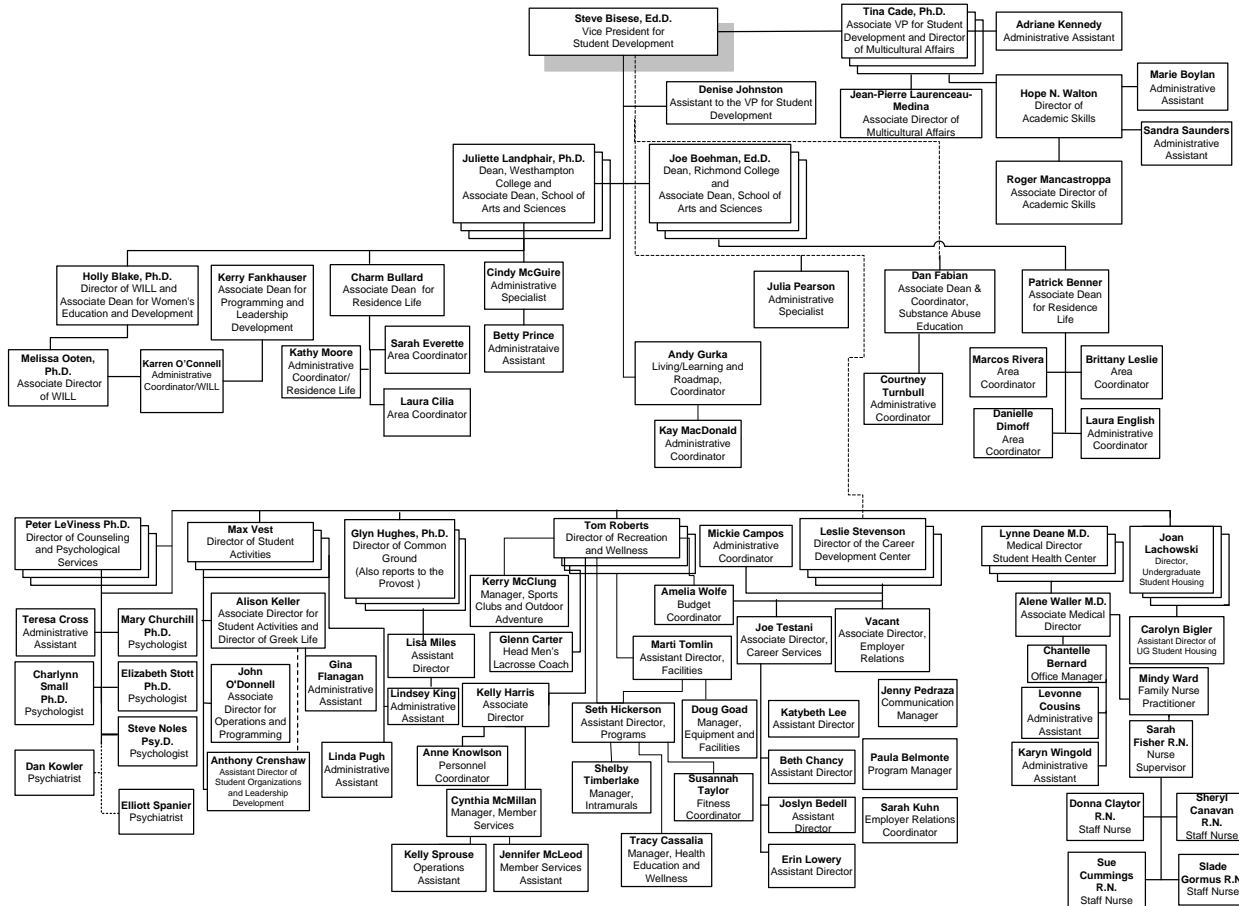 Steve Bisese, Ed.D.
Vice President for
Student Development
Tina Cade, Ph.D.
Associate VP for Student
Development and Director
of Multicultural Affairs
Adriane Kennedy
Administrative Assistant
Denise Johnston
Assistant to the VP for Student
Development
Jean-Pierre Laurenceau-
Medina
Associate Director of
Multicultural Affairs
Hope N. Walton
Director of
Academic Skills
Marie Boylan
Administrative
Assistant
Sandra Saunders
Administrative
Assistant
Roger Mancastroppa
Associate Director of
Academic Skills
Juliette Landphair, Ph.D.
Dean, Westhampton
College and
Associate Dean, School of
Arts and Sciences
Joe Boehman, Ed.D.
Dean, Richmond College
and
Associate Dean, School of
Arts and Sciences
Holly Blake, Ph.D.
Director of WILL and
Associate Dean for Women's
Education and Development
Kerry Fankhauser
Associate Dean for
Programming and
Leadership
Development
Charm Bullard
Associate Dean for
Residence Life
Cindy McGuire
Administrative
Specialist
Julia Pearson
Administrative
Specialist
Dan Fabian
Associate Dean &
Coordinator,
Substance Abuse
Education
Patrick Benner
Associate Dean
for Residence
Life
Melissa Ooten,
Ph.D.
Associate Director
of WILL
Karren O'Connell
Administrative
Coordinator/WILL
Kathy Moore
Administrative
Coordinator/
Residence Life
Sarah Everette
Area Coordinator
Laura Cilia
Area Coordinator
Betty Prince
Administrataive
Assistant
Andy Gurka
Living/Learning and
Roadmap,
Coordinator
Kay MacDonald
Administrative
Coordinator
Courtney
Turnbull
Administrative
Coordinator
Marcos Rivera
Area
Coordinator
Brittany Leslie
Area
Coordinator
Danielle
Dimoff
Area
Coordinator
Laura English
Administrative
Coordinator
Peter LeViness Ph.D.
Director of Counseling
and Psychological
Services
Max Vest
Director of Student
Activities
Glyn Hughes, Ph.D.
Director of Common
Ground
(Also reports to the
Provost )
Tom Roberts
Director of Recreation
and Wellness
Mickie Campos
Administrative
Coordinator
Leslie Stevenson
Director of the Career
Development Center
Lynne Deane M.D.
Medical Director
Student Health Center
Joan
Lachowski
Director,
Undergraduate
Student Housing
Teresa Cross
Administrative
Assistant
Mary Churchill
Ph.D.
Psychologist
Charlynn
Small
Ph.D.
Psychologist
Elizabeth Stott
Ph.D.
Psychologist
Steve Noles
Psy.D.
Psychologist
Dan Kowler
Psychiatrist
Elliott Spanier
Psychiatrist
Alison Keller
Associate Director for
Student Activities and
Director of Greek Life
John
O'Donnell
Associate
Director for
Operations and
Programming
Gina
Flanagan
Administrative
Assistant
Anthony Crenshaw
Assistant Director of
Student Organizations
and Leadership
Development
Linda Pugh
Administrative
Assistant
Lisa Miles
Assistant
Director
Lindsey King
Administrative
Assistant
Kerry McClung
Manager, Sports
Clubs and Outdoor
Adventure
Glenn Carter
Head Men's
Lacrosse Coach
Kelly Harris
Associate
Director
Anne Knowlson
Personnel
Coordinator
Cynthia McMillan
Manager, Member
Services
Kelly Sprouse
Operations
Assistant
Jennifer McLeod
Member Services
Assistant
Amelia Wolfe
Budget
Coordinator
Marti Tomlin
Assistant Director,
Facilities
Seth Hickerson
Assistant Director,
Programs
Doug Goad
Manager,
Equipment and
Facilities
Shelby
Timberlake
Manager,
Intramurals
Susannah
Taylor
Fitness
Coordinator
Tracy Cassalia
Manager, Health
Education and
Wellness
Joe Testani
Associate Director,
Career Services
Vacant
Associate Director,
Employer
Relations
Katybeth Lee
Assistant Director
Beth Chancy
Assistant Director
Joslyn Bedell
Assistant
Director
Erin Lowery
Assistant Director
Jenny Pedraza
Communication
Manager
Paula Belmonte
Program Manager
Sarah Kuhn
Employer Relations
Coordinator
Alene Waller M.D.
Associate Medical
Director
Chantelle
Bernard
Office Manager
Levonne
Cousins
Administrative
Assistant
Karyn Wingold
Administrative
Assistant
Carolyn Bigler
Assistant Director of
UG Student Housing
Mindy Ward
Family Nurse
Practitioner
Sarah
Fisher R.N.
Nurse
Supervisor
Donna Claytor
R.N.
Staff Nurse
Sheryl
Canavan
R.N.
Staff Nurse
Sue
Cummings
R.N.
Staff Nurse
Slade
Gormus R.N.
Staff Nurse